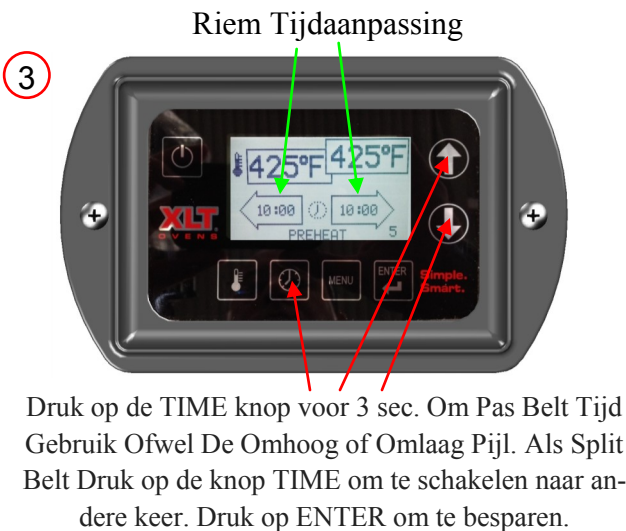 Riem Tijdaanpassing
3
425°F 425°F
10:00 10:00
PREHEAT 5
XLT
OVENS
MENU ENTER
Simple.
Smart.
Druk op de TIME knop voor 3 sec. Om Pas Belt Tijd
Gebruik Ofwel De Omhoog of Omlaag Pijl. Als Split
Belt Druk op de knop TIME om te schakelen naar an-
dere keer. Druk op ENTER om te besparen.